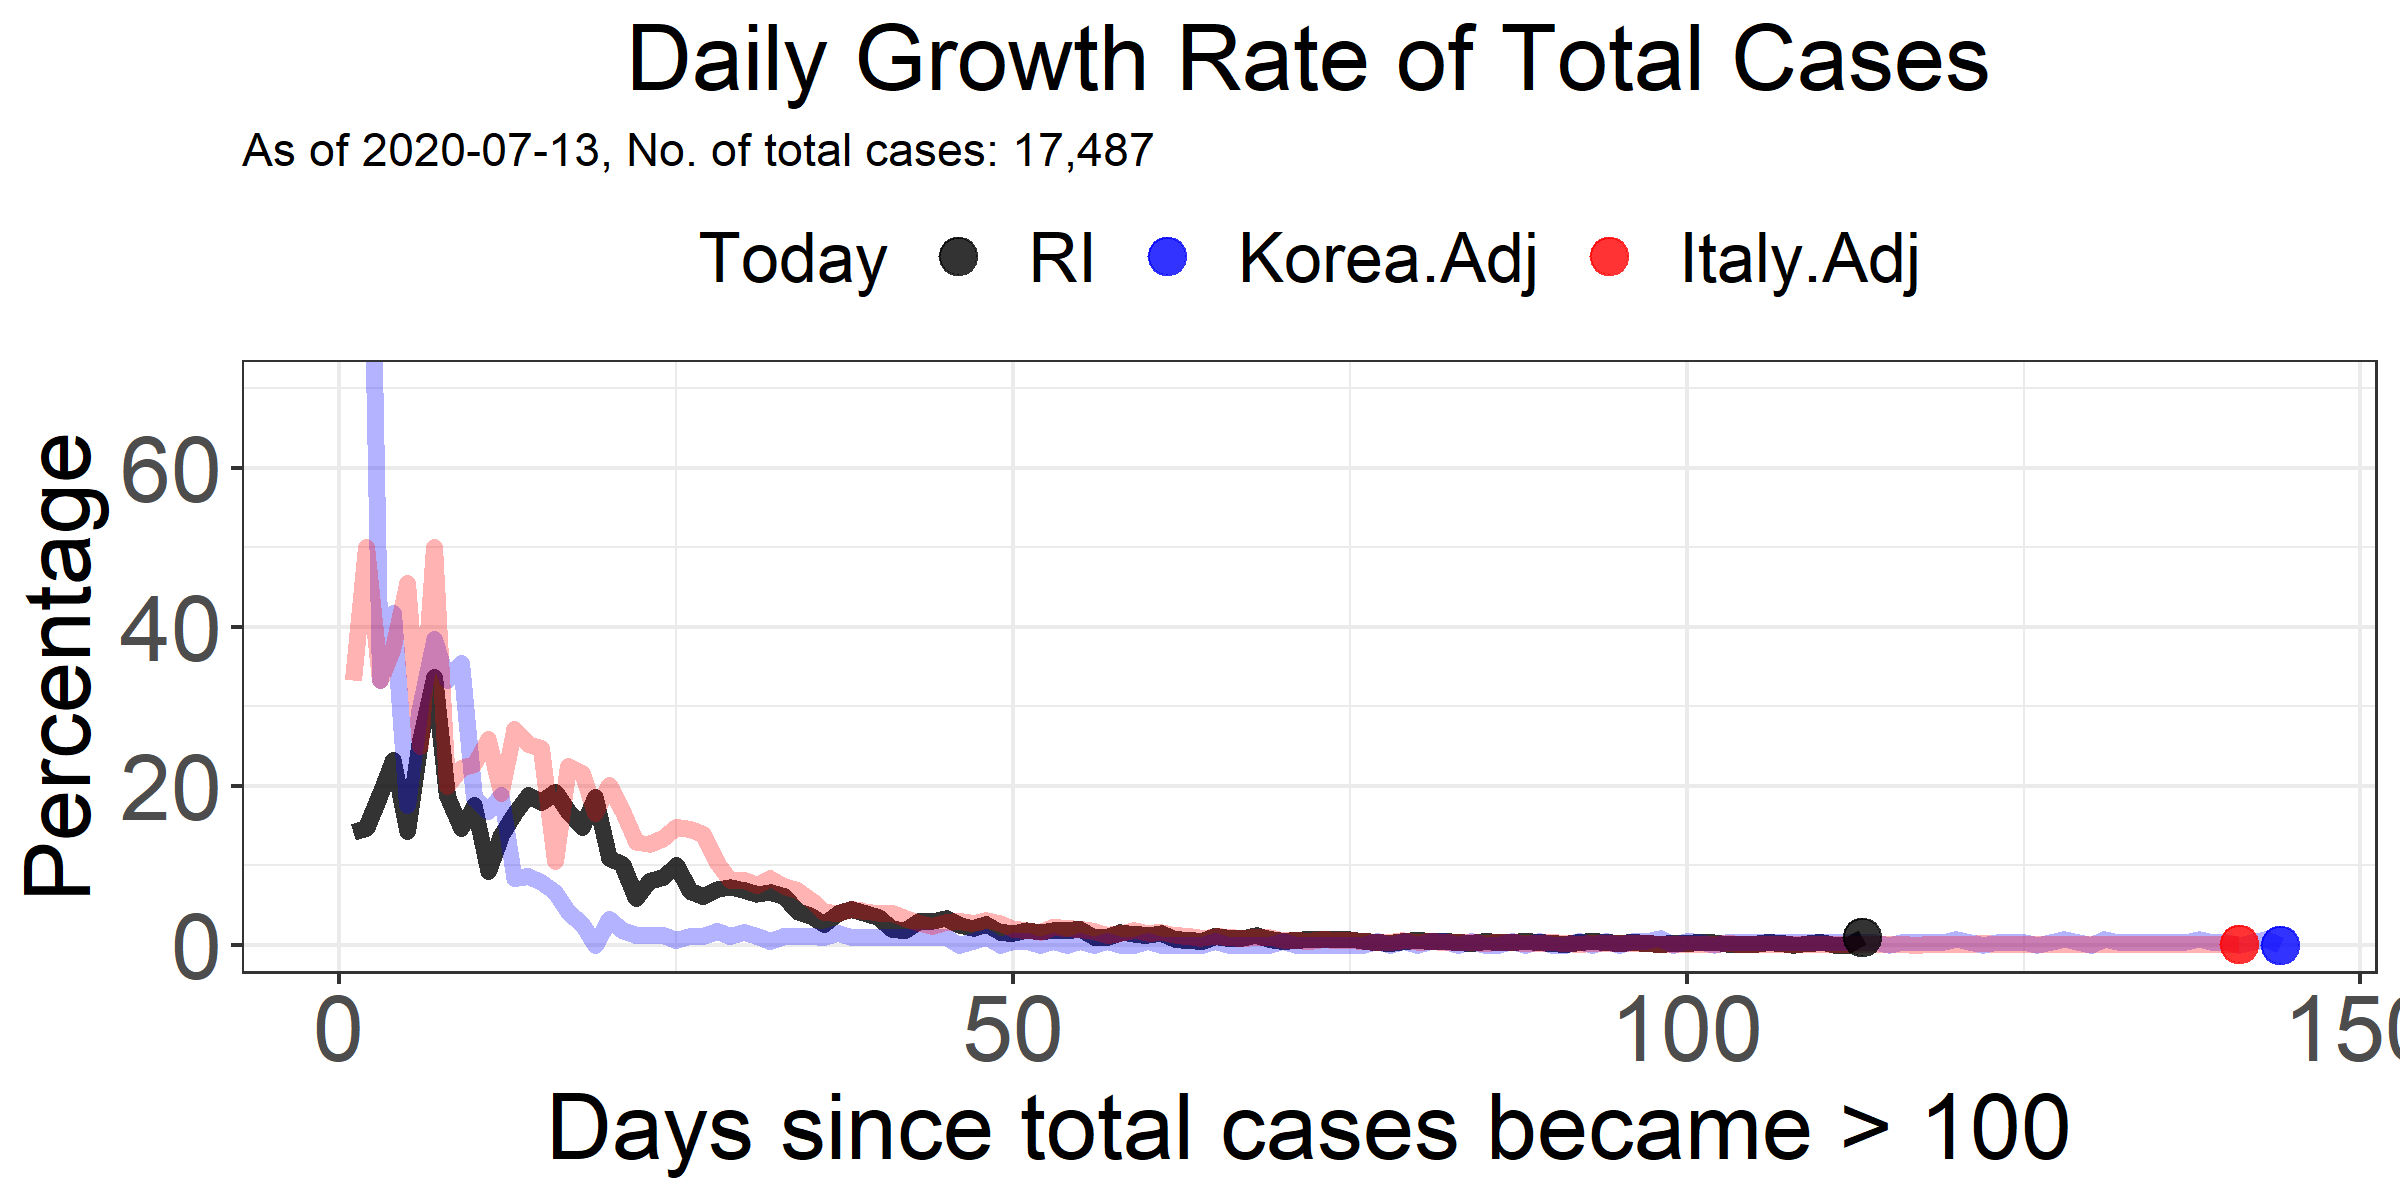 Daily Growth Rate of Total Cases
As of 2020-07-13, No. of total cases: 17,487
Today RI Korea.Adj Italy.Adj
Percentage
60
40
20
0
0 50 100 150
Days since total cases became > 100